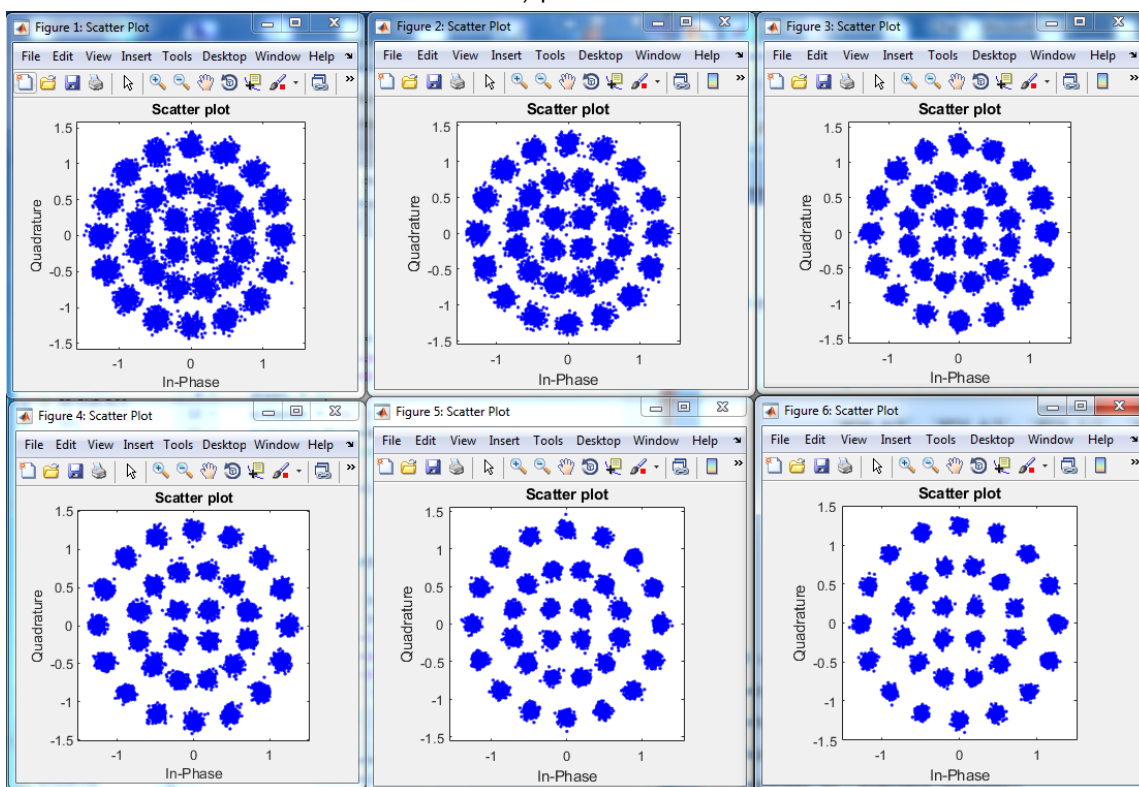 Figure 1: Scatter Plot
File Edit View Insert Tools Desktop Window Help
Scatter plot
1.5
1
0.5
0
-0.5
-1
-1.5
Quadrature
-1 0 1
In-Phase
Figure 2: Scatter Plot
File Edit View Insert Tools Desktop Window Help
Scatter plot
1.5
1
0.5
0
-0.5
-1
-1.5
Quadrature
-1 0 1
In-Phase
Figure 3: Scatter Plot
File Edit View Insert Tools Desktop Window Help
Scatter plot
1.5
1
0.5
0
-0.5
-1
-1.5
Quadrature
-1 0 1
In-Phase
Figure 4: Scatter Plot
File Edit View Insert Tools Desktop Window Help
Scatter plot
1.5
1
0.5
0
-0.5
-1
-1.5
Quadrature
-1 0 1
In-Phase
Figure 5: Scatter Plot
File Edit View Insert Tools Desktop Window Help
Scatter plot
1.5
1
0.5
0
-0.5
-1
-1.5
Quadrature
-1 0 1
In-Phase
Figure 6: Scatter Plot
File Edit View Insert Tools Desktop Window Help
Scatter plot
1.5
1
0.5
0
-0.5
-1
-1.5
Quadrature
-1 0 1
In-Phase